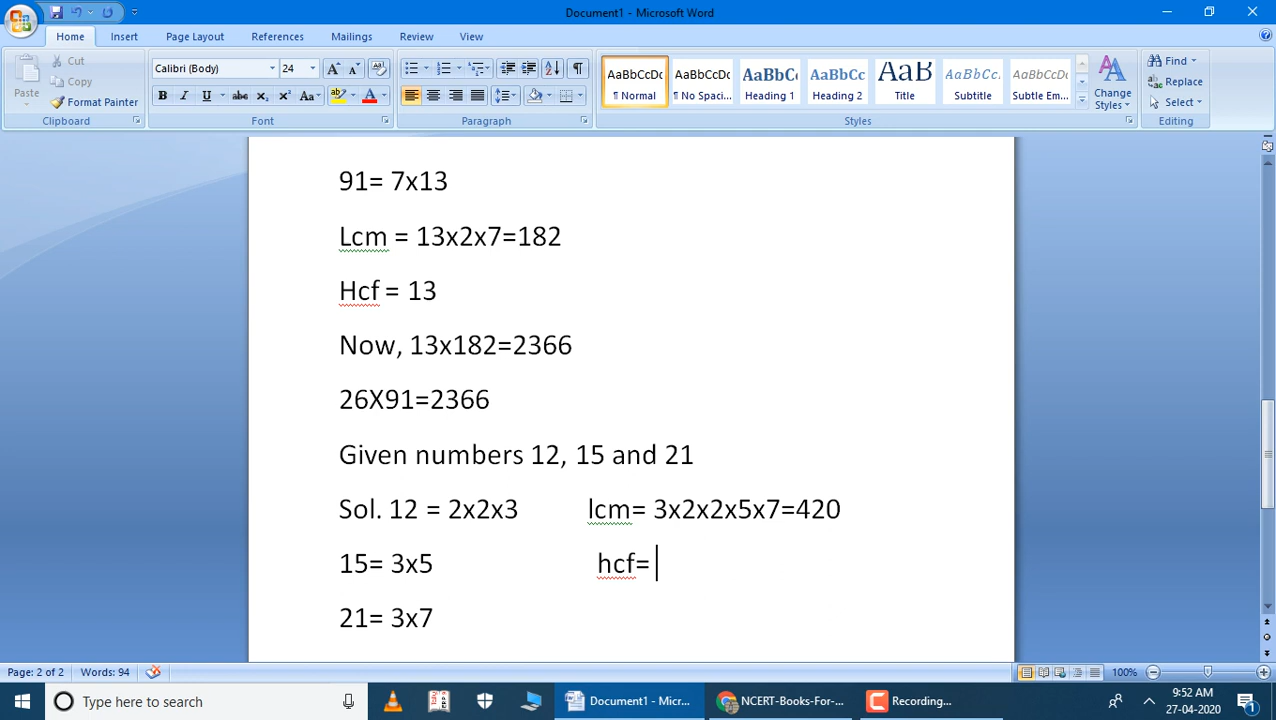 Document1 - Microsoft Word
Home Insert Page Layout References Mailings Review View
Paste
Cut
Copy
Format Painter
Clipboard
Calibri (Body) 24
Font
Paragraph
AaBbCcDc AaBbCcDc AaBbC AaBbCc AaB AaBbCc. AaBbCcDc
¶ Normal ¶ No Spaci... Heading 1 Heading 2 Title Subtitle Subtle Em...
Styles
Change Styles
Find
Replace
Select
Editing
91= 7x13
Lcm = 13x2x7=182
Hcf = 13
Now, 13x182=2366
26X91=2366
Given numbers 12, 15 and 21
Sol. 12 = 2x2x3 lcm= 3x2x2x5x7=420
15= 3x5 hcf=
21= 3x7
Page: 2 of 2 Words: 94 100%
Type here to search
Document1 - Micr...
NCERT-Books-For-...
Recording...
9:52 AM
27-04-2020